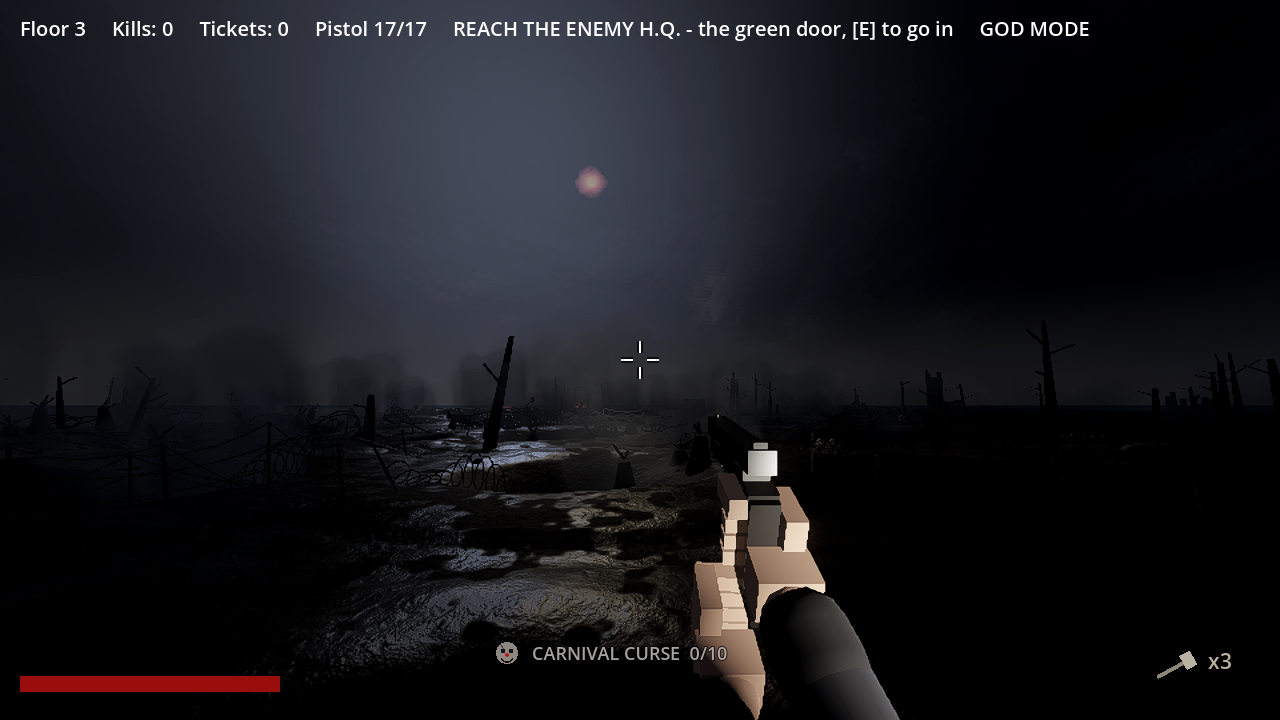 Floor 3 Kills: 0 Tickets: 0 Pistol 17/17 REACH THE ENEMY H.Q. - the green door, [E] to go in GOD MODE
CARNIVAL CURSE 0/10
x3